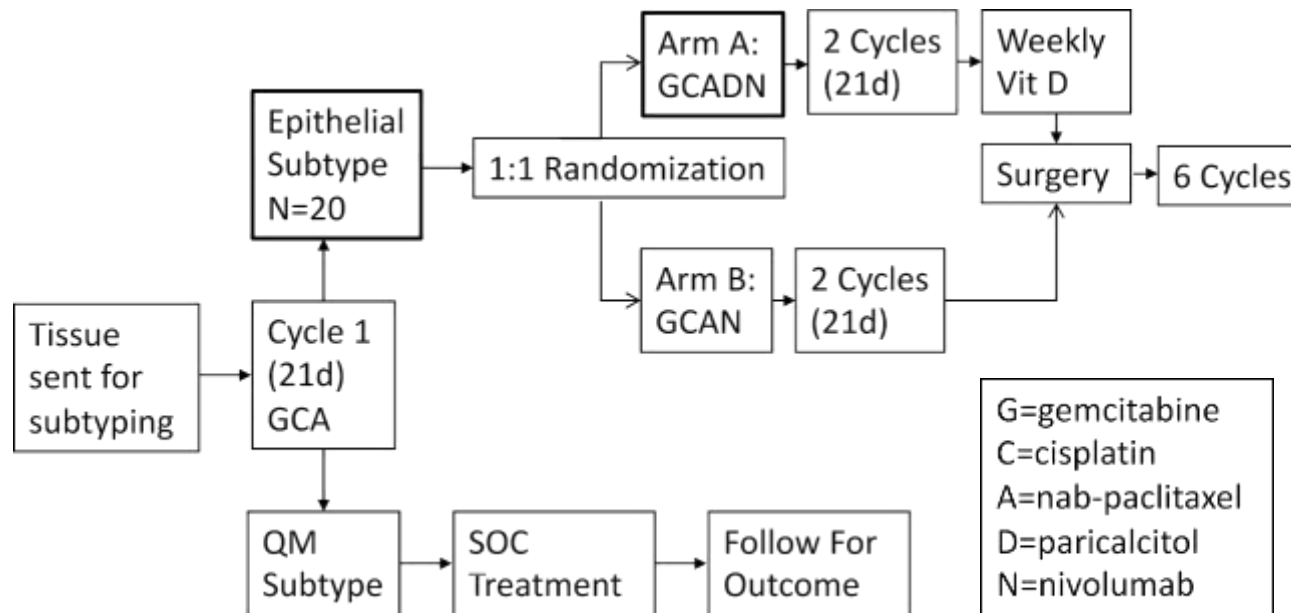 Tissue
sent for
subtyping
Cycle 1
(21d)
GCA
Epithelial
Subtype
N=20
1:1 Randomization
Arm A:
GCADN
2 Cycles
(21d)
Weekly
Vit D
Surgery
6 Cycles
Arm B:
GCAN
2 Cycles
(21d)
QM
Subtype
SOC
Treatment
Follow For
Outcome
G=gemcitabine
C=cisplatin
A=nab-paclitaxel
D=paricalcitol
N=nivolumab